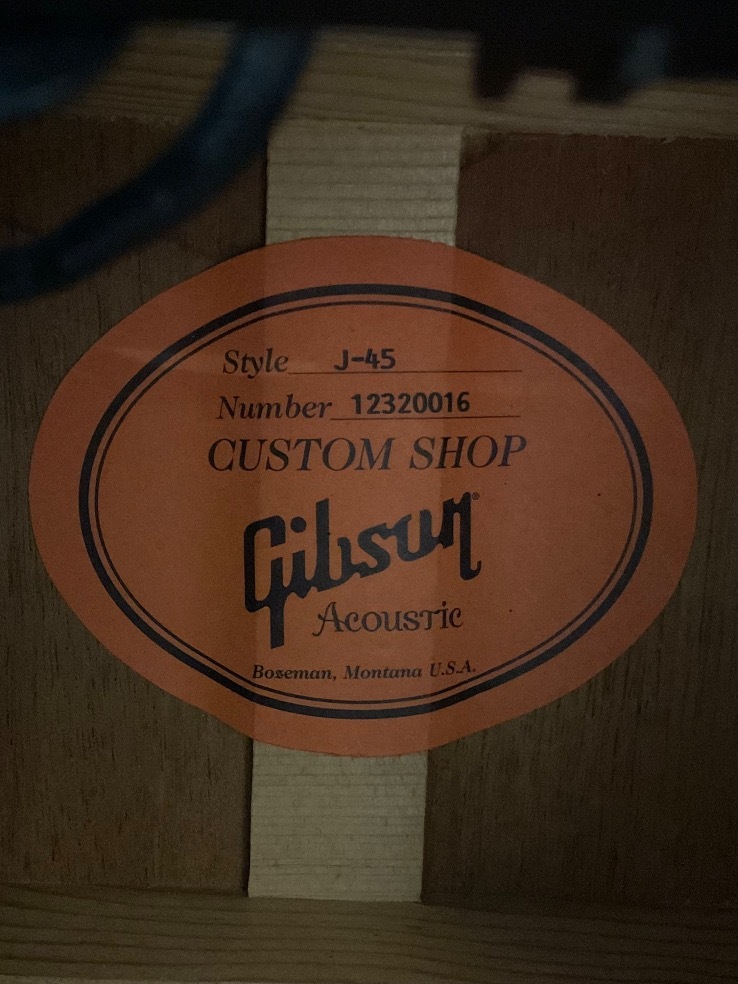 Style J-45
Number 12320016
CUSTOM SHOP
Gibson®
Acoustic
Bozeman, Montana U.S.A.